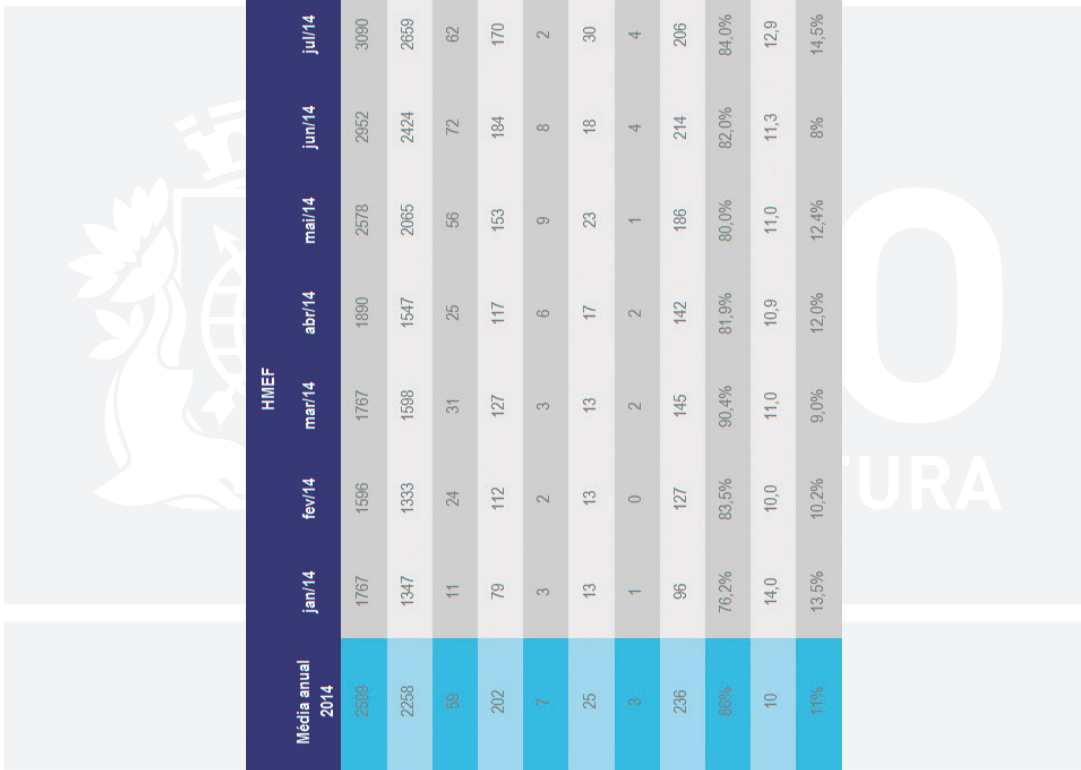 HMEF
Média anual 2014 jan/14 fev/14 mar/14 abr/14 mai/14 jun/14 jul/14
2599 1767 1596 1767 1890 2578 2952 3090
2258 1347 1333 1598 1547 2065 2424 2659
59 11 24 31 25 56 72 62
202 79 112 127 117 153 184 170
7 3 2 3 6 9 8 2
25 13 13 13 17 23 18 30
3 1 0 2 2 1 4 4
236 96 127 145 142 186 214 206
86% 76,2% 83,5% 90,4% 81,9% 80,0% 82,0% 84,0%
10 14,0 10,0 11,0 10,9 11,0 11,3 12,9
11% 13,5% 10,2% 9,0% 12,0% 12,4% 8% 14,5%
O
TURA